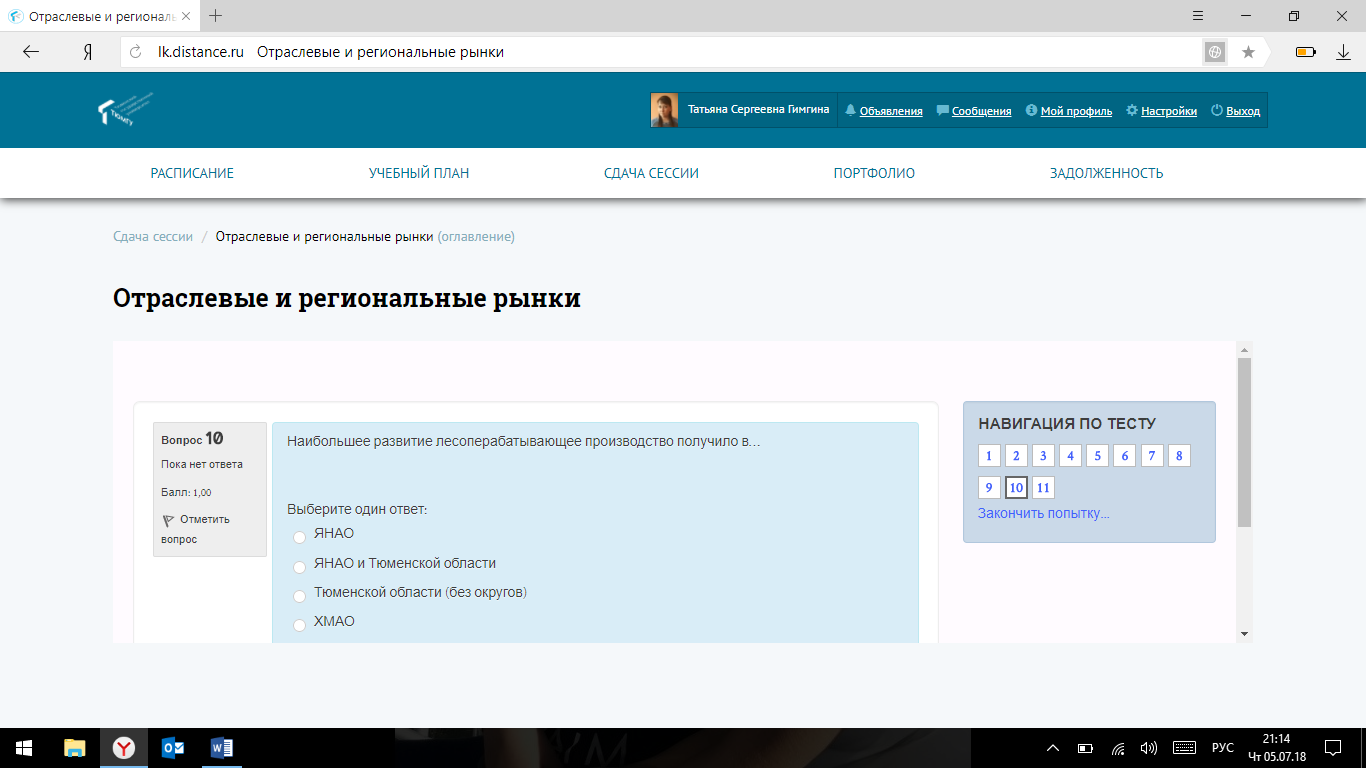 Отраслевые и региональ
Я
lk.distance.ru Отраслевые и региональные рынки
ТюмГУ
Татьяна Сергеевна Гимгина Объявления Сообщения Мой профиль Настройки Выход
РАСПИСАНИЕ УЧЕБНЫЙ ПЛАН СДАЧА СЕССИИ ПОРТФОЛИО ЗАДОЛЖЕННОСТЬ
Сдача сессии / Отраслевые и региональные рынки (оглавление)
Отраслевые и региональные рынки
Вопрос 10
Пока нет ответа
Балл: 1,00
Отметить
вопрос
Наибольшее развитие лесоперабатывающее производство получило в...
Выберите один ответ:
ЯНАО
ЯНАО и Тюменской области
Тюменской области (без округов)
ХМАО
НАВИГАЦИЯ ПО ТЕСТУ
1 2 3 4 5 6 7 8
9 10 11
Закончить попытку...
РУС
21:14
Чт 05.07.18